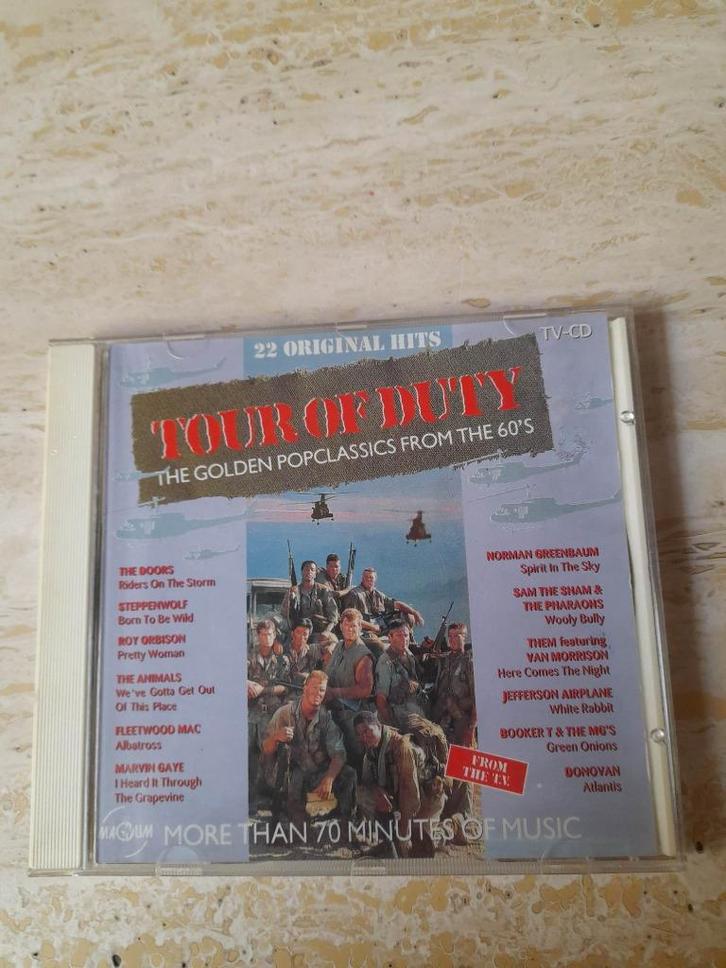 22 ORIGINAL HITS
TV-CD
TOUR OF DUTY
THE GOLDEN POPCLASSICS FROM THE 60'S
THE DOORS
Riders On The Storm
STEPPENWOLF
Born To Be Wild
ROY ORBISON
Pretty Woman
THE ANIMALS
We've Gotta Get Out
Of This Place
FLEETWOOD MAC
Albatross
MARVIN GAYE
I Heard It Through
The Grapevine
NORMAN GREENBAUM
Spirit In The Sky
SAM THE SHAM &
THE PHARAOHS
Wooly Bully
THEM featuring
VAN MORRISON
Here Comes The Night
JEFFERSON AIRPLANE
White Rabbit
BOOKER T & THE MG'S
Green Onions
DONOVAN
Atlantis
FROM
THE T.V.
MAGNUM
MORE THAN 70 MINUTES OF MUSIC